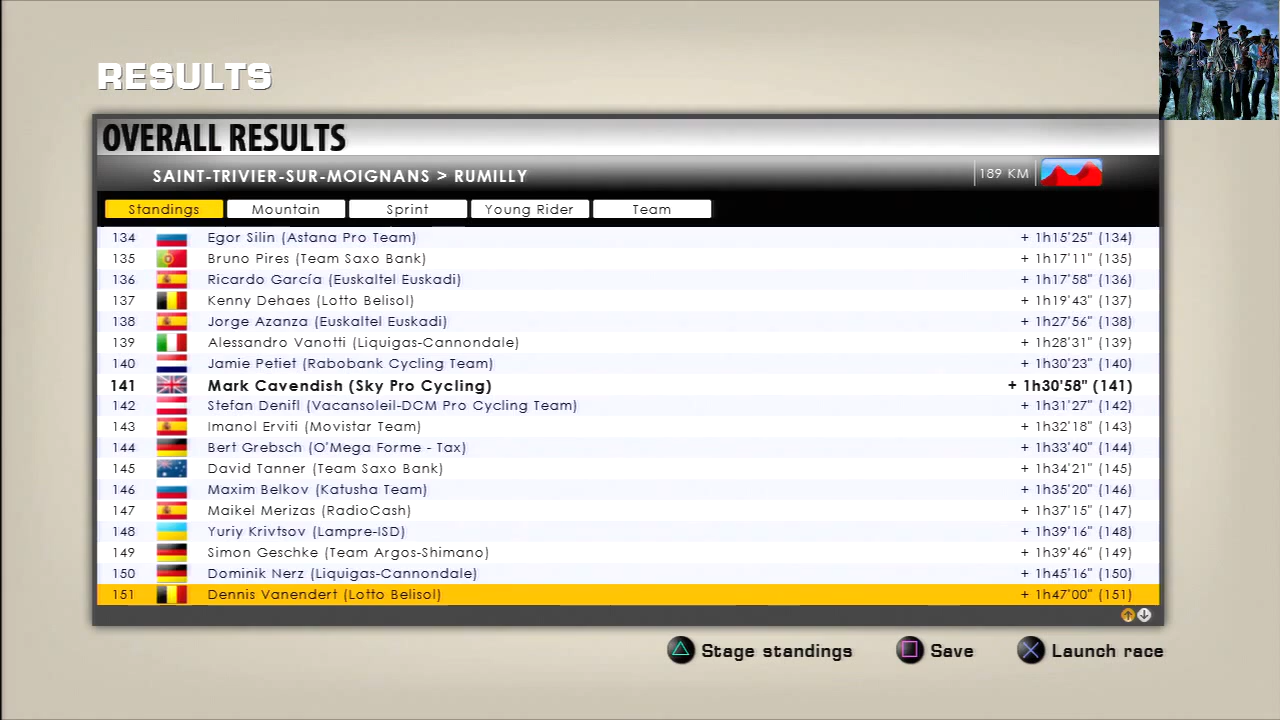 RESULTS
OVERALL RESULTS
SAINT-TRIVIER-SUR-MOIGNANS > RUMILLY 189 KM
Standings Mountain Sprint Young Rider Team
134 Egor Silin (Astana Pro Team) + 1h15'25" (134)
135 Bruno Pires (Team Saxo Bank) + 1h17'11" (135)
136 Ricardo García (Euskaltel Euskadi) + 1h17'58" (136)
137 Kenny Dehaes (Lotto Belisol) + 1h19'43" (137)
138 Jorge Azanza (Euskaltel Euskadi) + 1h27'56" (138)
139 Alessandro Vanotti (Liquigas-Cannondale) + 1h28'31" (139)
140 Jamie Petiet (Rabobank Cycling Team) + 1h30'23" (140)
141 Mark Cavendish (Sky Pro Cycling) + 1h30'58" (141)
142 Stefan Denifl (Vacansoleil-DCM Pro Cycling Team) + 1h31'27" (142)
143 Imanol Erviti (Movistar Team) + 1h32'18" (143)
144 Bert Grebsch (O'Mega Forme - Tax) + 1h33'40" (144)
145 David Tanner (Team Saxo Bank) + 1h34'21" (145)
146 Maxim Belkov (Katusha Team) + 1h35'20" (146)
147 Maikel Merizas (RadioCash) + 1h37'15" (147)
148 Yuriy Krivtsov (Lampre-ISD) + 1h39'16" (148)
149 Simon Geschke (Team Argos-Shimano) + 1h39'46" (149)
150 Dominik Nerz (Liquigas-Cannondale) + 1h45'16" (150)
151 Dennis Vanendert (Lotto Belisol) + 1h47'00" (151)
Stage standings Save Launch race